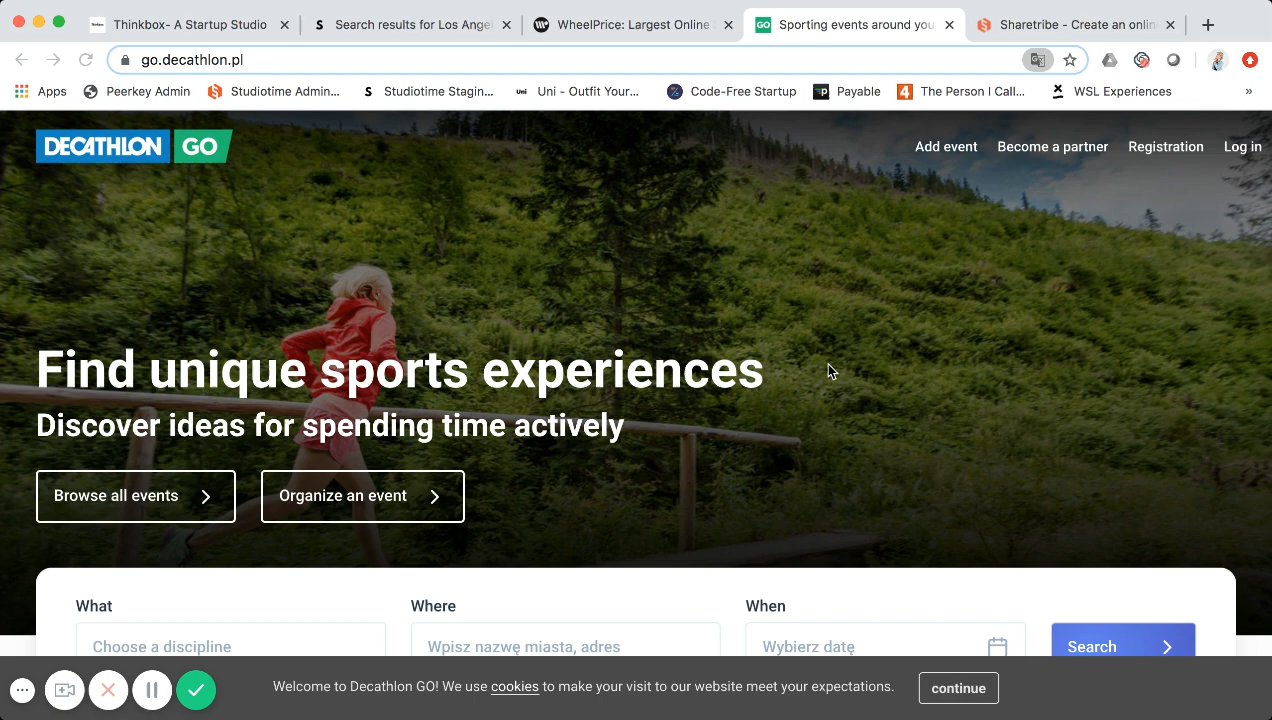 Thinkbox- A Startup Studio
Search results for Los Ange
WheelPrice: Largest Online
GO Sporting events around you
Sharetribe - Create an onlin
go.decathlon.pl
Apps
Peerkey Admin
Studiotime Admin...
S Studiotime Stagin...
Uni Uni - Outfit Your...
Code-Free Startup
Payable
4 The Person I Call...
WSL Experiences
»
DECATHLON GO
Add event
Become a partner
Registration
Log in
Find unique sports experiences
Discover ideas for spending time actively
Browse all events
Organize an event
What
Where
When
Choose a discipline
Wpisz nazwę miasta, adres
Wybierz datę
Search
Welcome to Decathlon GO! We use cookies to make your visit to our website meet your expectations.
continue